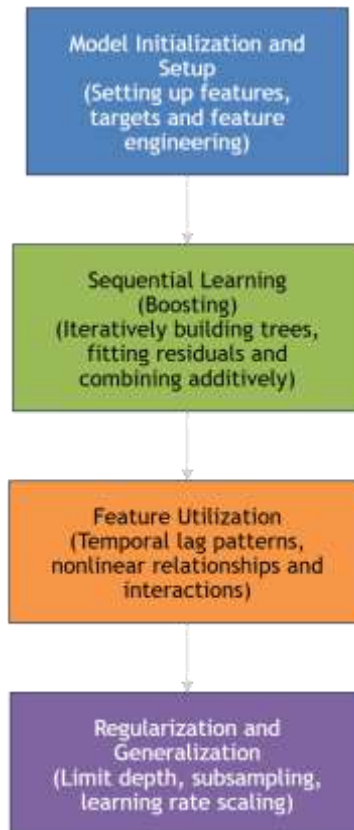 Model Initialization and
Setup
(Setting up features,
targets and feature
engineering)
Sequential Learning
(Boosting)
(Iteratively building trees,
fitting residuals and
combining additively)
Feature Utilization
(Temporal lag patterns,
nonlinear relationships and
interactions)
Regularization and
Generalization
(Limit depth, subsampling,
learning rate scaling)